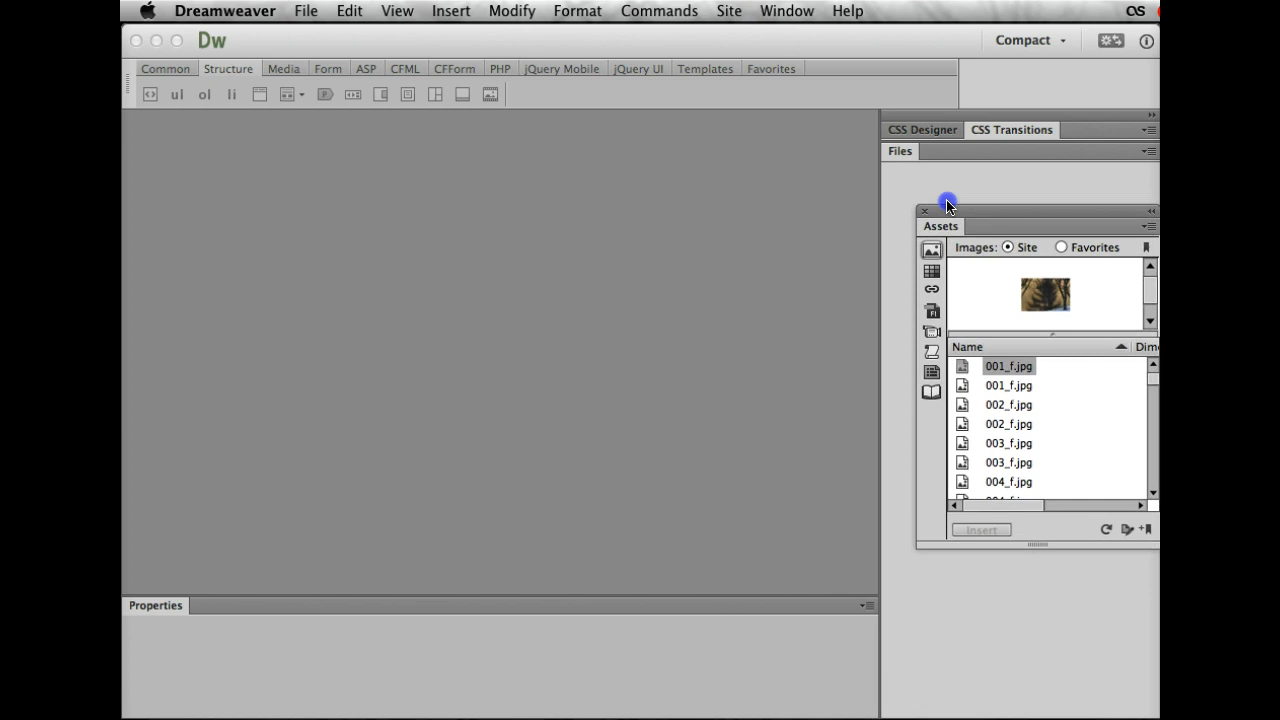 Dreamweaver File Edit View Insert Modify Format Commands Site Window Help
Dw Compact
Common Structure Media Form ASP CFML CFForm PHP jQuery Mobile jQuery UI Templates Favorites
ul ol li
CSS Designer CSS Transitions
Files
Assets
Images: Site Favorites
Name Dime
001_f.jpg
001_f.jpg
002_f.jpg
002_f.jpg
003_f.jpg
003_f.jpg
004_f.jpg
Insert
Properties